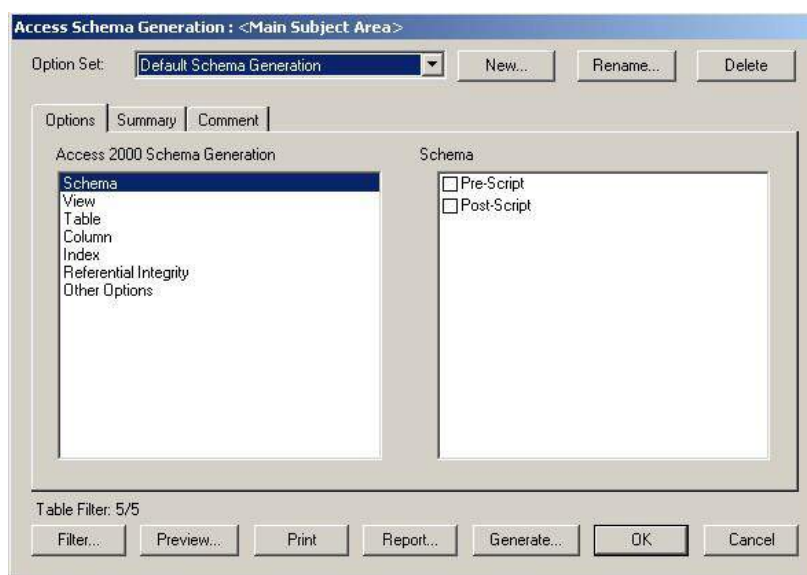 Access Schema Generation : <Main Subject Area>
Option Set: Default Schema Generation New... Rename... Delete
Options Summary Comment
Access 2000 Schema Generation
Schema
View
Table
Column
Index
Referential Integrity
Other Options
Schema
Pre-Script
Post-Script
Table Filter: 5/5
Filter... Preview... Print Report... Generate... OK Cancel